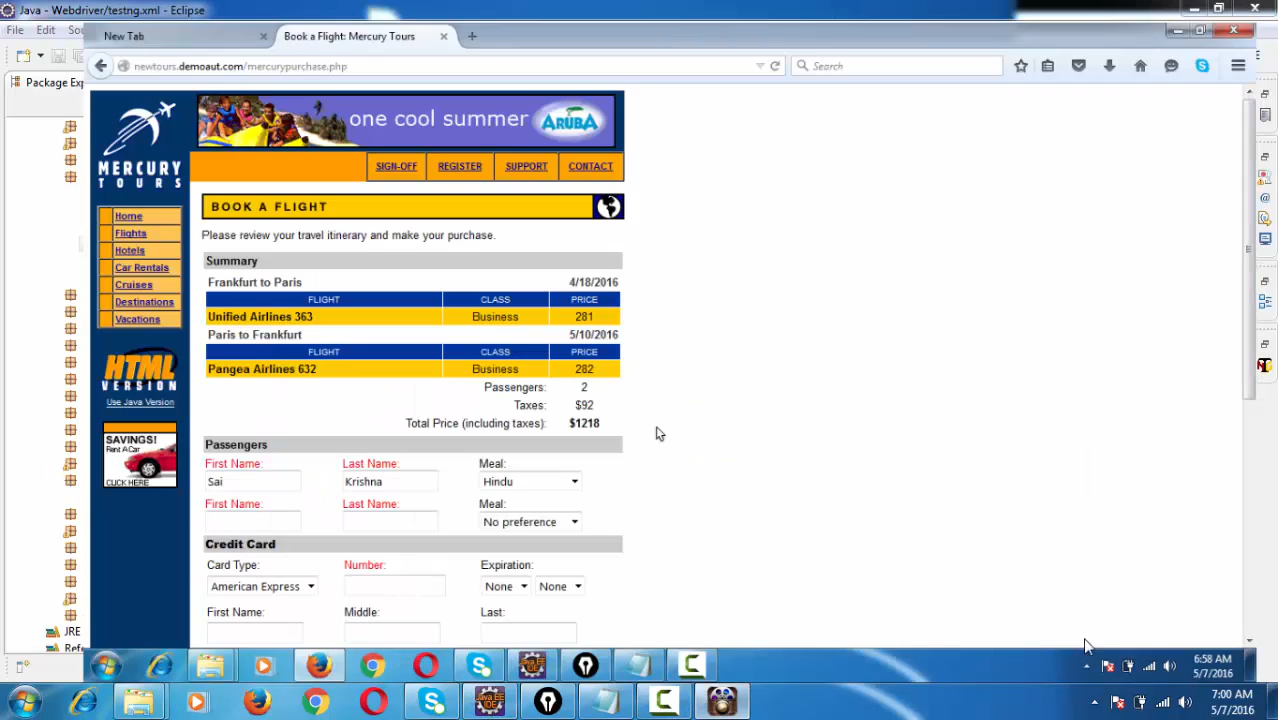 Java - Webdriver/testng.xml - Eclipse
File Edit
New Tab
Book a Flight: Mercury Tours
newtours.demoaut.com/mercurypurchase.php
Search
Package Exp
one cool summer ARUBA
MERCURY
TOURS
SIGN-OFF REGISTER SUPPORT CONTACT
BOOK A FLIGHT
Home
Flights
Hotels
Car Rentals
Cruises
Destinations
Vacations
HTML
VERSION
Use Java Version
SAVINGS!
Rent A Car
CLICK HERE
Please review your travel itinerary and make your purchase.
Summary
Frankfurt to Paris 4/18/2016
FLIGHT CLASS PRICE
Unified Airlines 363 Business 281
Paris to Frankfurt 5/10/2016
FLIGHT CLASS PRICE
Pangea Airlines 632 Business 282
Passengers: 2
Taxes: $92
Total Price (including taxes): $1218
Passengers
First Name: Last Name: Meal:
Sai Krishna Hindu
First Name: Last Name: Meal:
No preference
Credit Card
Card Type: Number: Expiration:
American Express None None
First Name: Middle: Last:
JRE
Refe
6:58 AM
5/7/2016
7:00 AM
5/7/2016